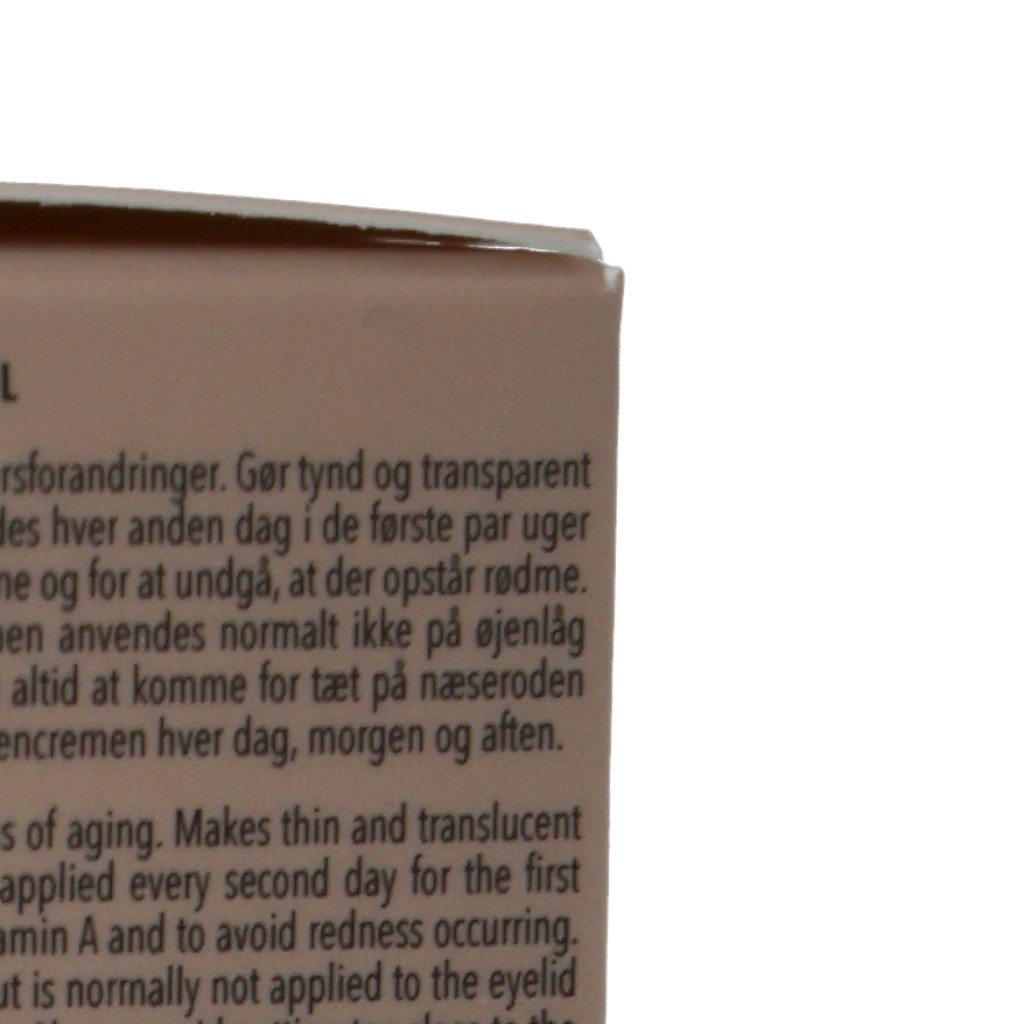 L
rsforandringer. Gør tynd og transparent
des hver anden dag i de første par uger
ne og for at undgå, at der opstår rødme.
en anvendes normalt ikke på øjenlåg
altid at komme for tæt på næseroden
encremen hver dag, morgen og aften.
s of aging. Makes thin and translucent
applied every second day for the first
amin A and to avoid redness occurring.
ut is normally not applied to the eyelid